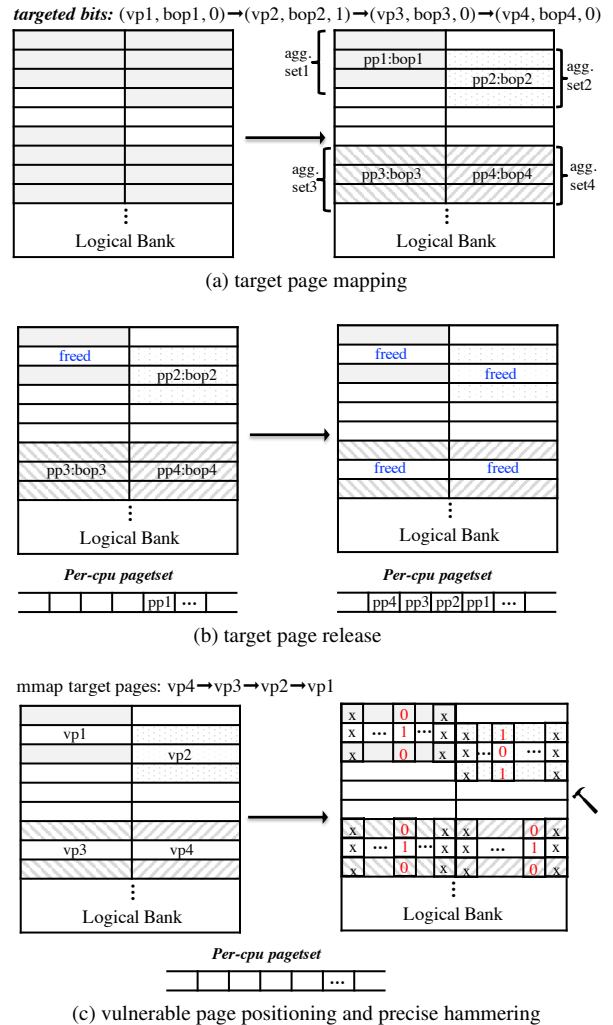 targeted bits: (vp1, bop1, 0)→(vp2, bop2, 1)→(vp3, bop3, 0)→(vp4, bop4, 0)
agg. set1
pp1:bop1
pp2:bop2
agg. set2
agg. set3
pp3:bop3
pp4:bop4
agg. set4
⋮
Logical Bank
⋮
Logical Bank
(a) target page mapping
freed
pp2:bop2
pp3:bop3
pp4:bop4
⋮
Logical Bank
freed
freed
freed
freed
⋮
Logical Bank
Per-cpu pagetset
pp1 ...
Per-cpu pagetset
pp4 pp3 pp2 pp1 ...
(b) target page release
mmap target pages: vp4→vp3→vp2→vp1
vp1
vp2
vp3
vp4
⋮
Logical Bank
x 0 x
x ... 1 ... x x 1 x
x 0 x x ... 0 ... x
x 1 x
x 0 x x 0 x
x ... 1 ... x x ... 1 x
x 0 x x 0 x
⋮
Logical Bank
Per-cpu pagetset
...
(c) vulnerable page positioning and precise hammering